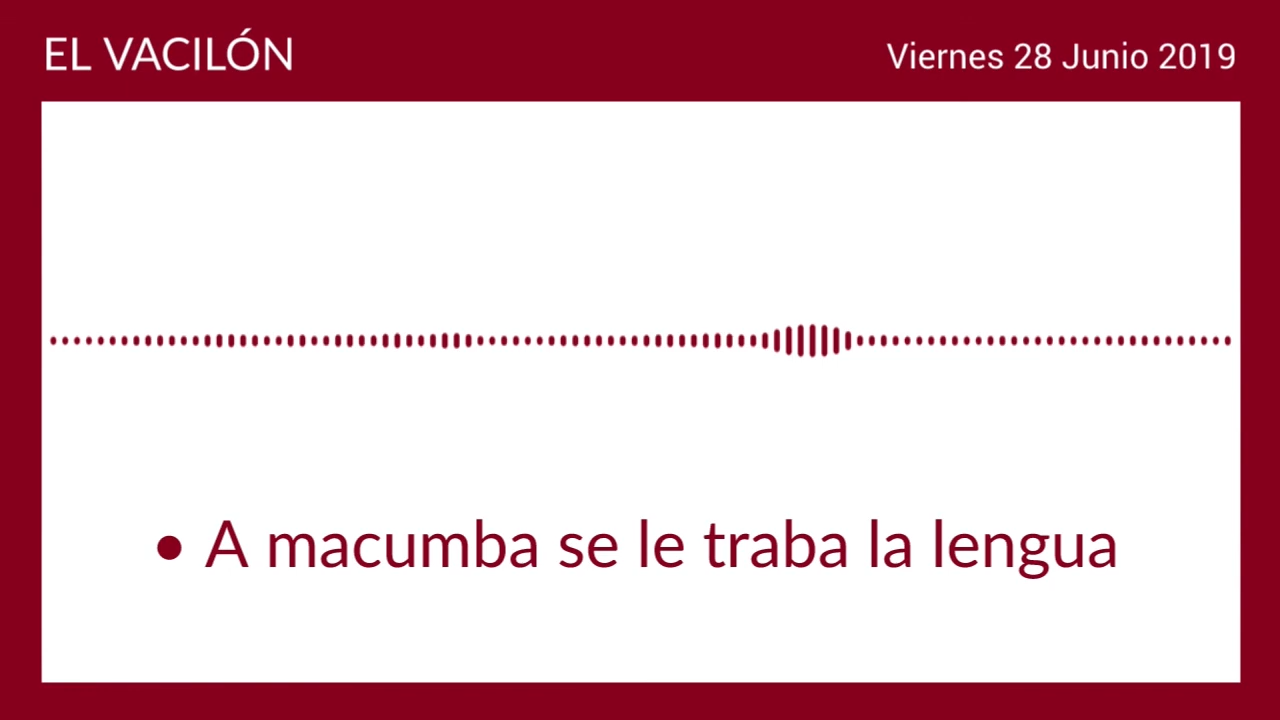 EL VACILÓN
Viernes 28 Junio 2019
• A macumba se le traba la lengua